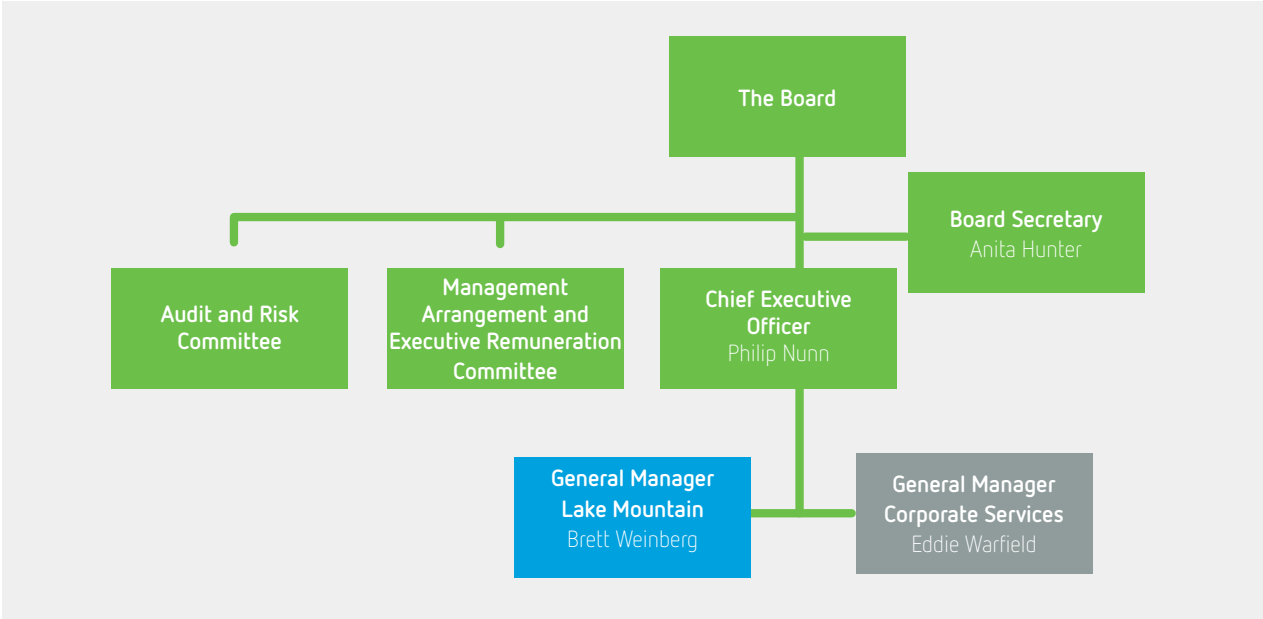 The Board
Board Secretary
Anita Hunter
Audit and Risk
Committee
Management
Arrangement and
Executive Remuneration
Committee
Chief Executive
Officer
Philip Nunn
General Manager
Lake Mountain
Brett Weinberg
General Manager
Corporate Services
Eddie Warfield